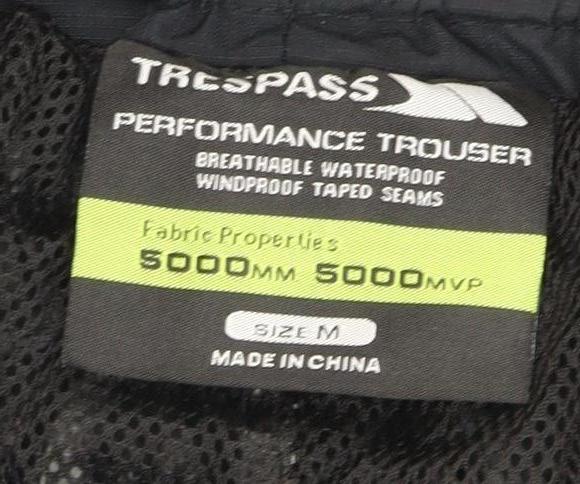 TRESPASS
PERFORMANCE TROUSER
BREATHABLE WATERPROOF
WINDPROOF TAPED SEAMS
Fabric Properties
5000MM 5000MVP
SIZE M
MADE IN CHINA